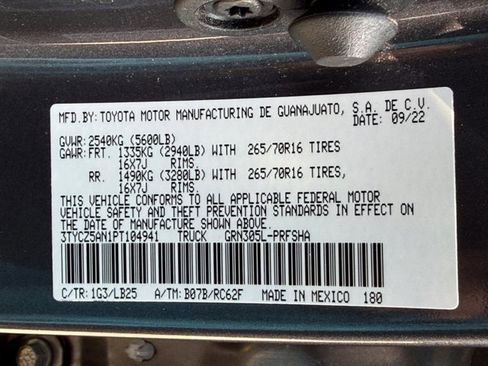 MFD.BY: TOYOTA MOTOR MANUFACTURING DE GUANAJUATO, S.A. DE C.V.
GVWR: 2540KG (5600LB) 09/22
GAWR: FRT. 1335KG (2940LB) WITH 265/70R16 TIRES
16X7J RIMS,
RR. 1490KG (3280LB) WITH 265/70R16 TIRES,
16X7J RIMS.
THIS VEHICLE CONFORMS TO ALL APPLICABLE FEDERAL MOTOR
VEHICLE SAFETY AND THEFT PREVENTION STANDARDS IN EFFECT ON
THE DATE OF MANUFACTURE SHOWN ABOVE.
3TYCZ5AN1PT104941 TRUCK GRN305L-PRFSHA
C/TR: 1G3/LB25 A/TM: B07B/RC62F MADE IN MEXICO 180